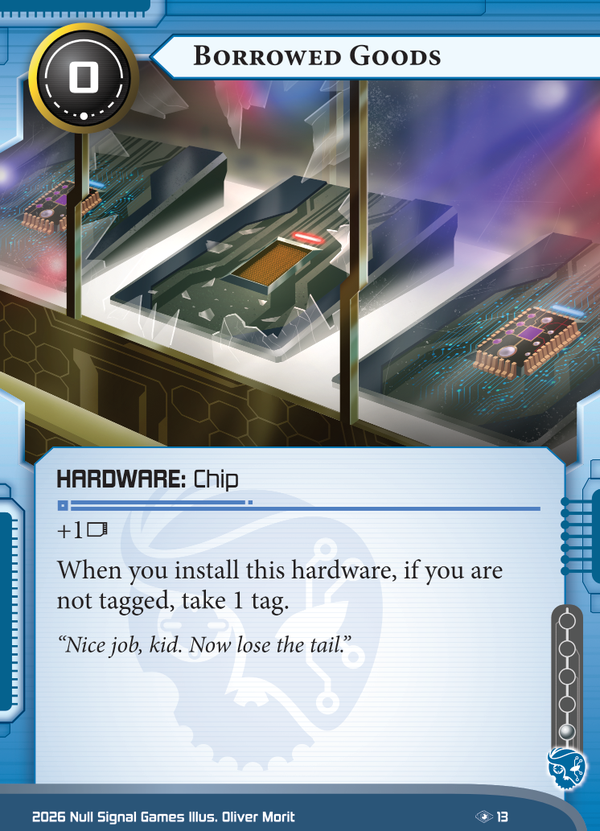 0
Borrowed Goods
HARDWARE: Chip
+1
When you install this hardware, if you are
not tagged, take 1 tag.
“Nice job, kid. Now lose the tail.”
2026 Null Signal Games Illus. Oliver Morit
13